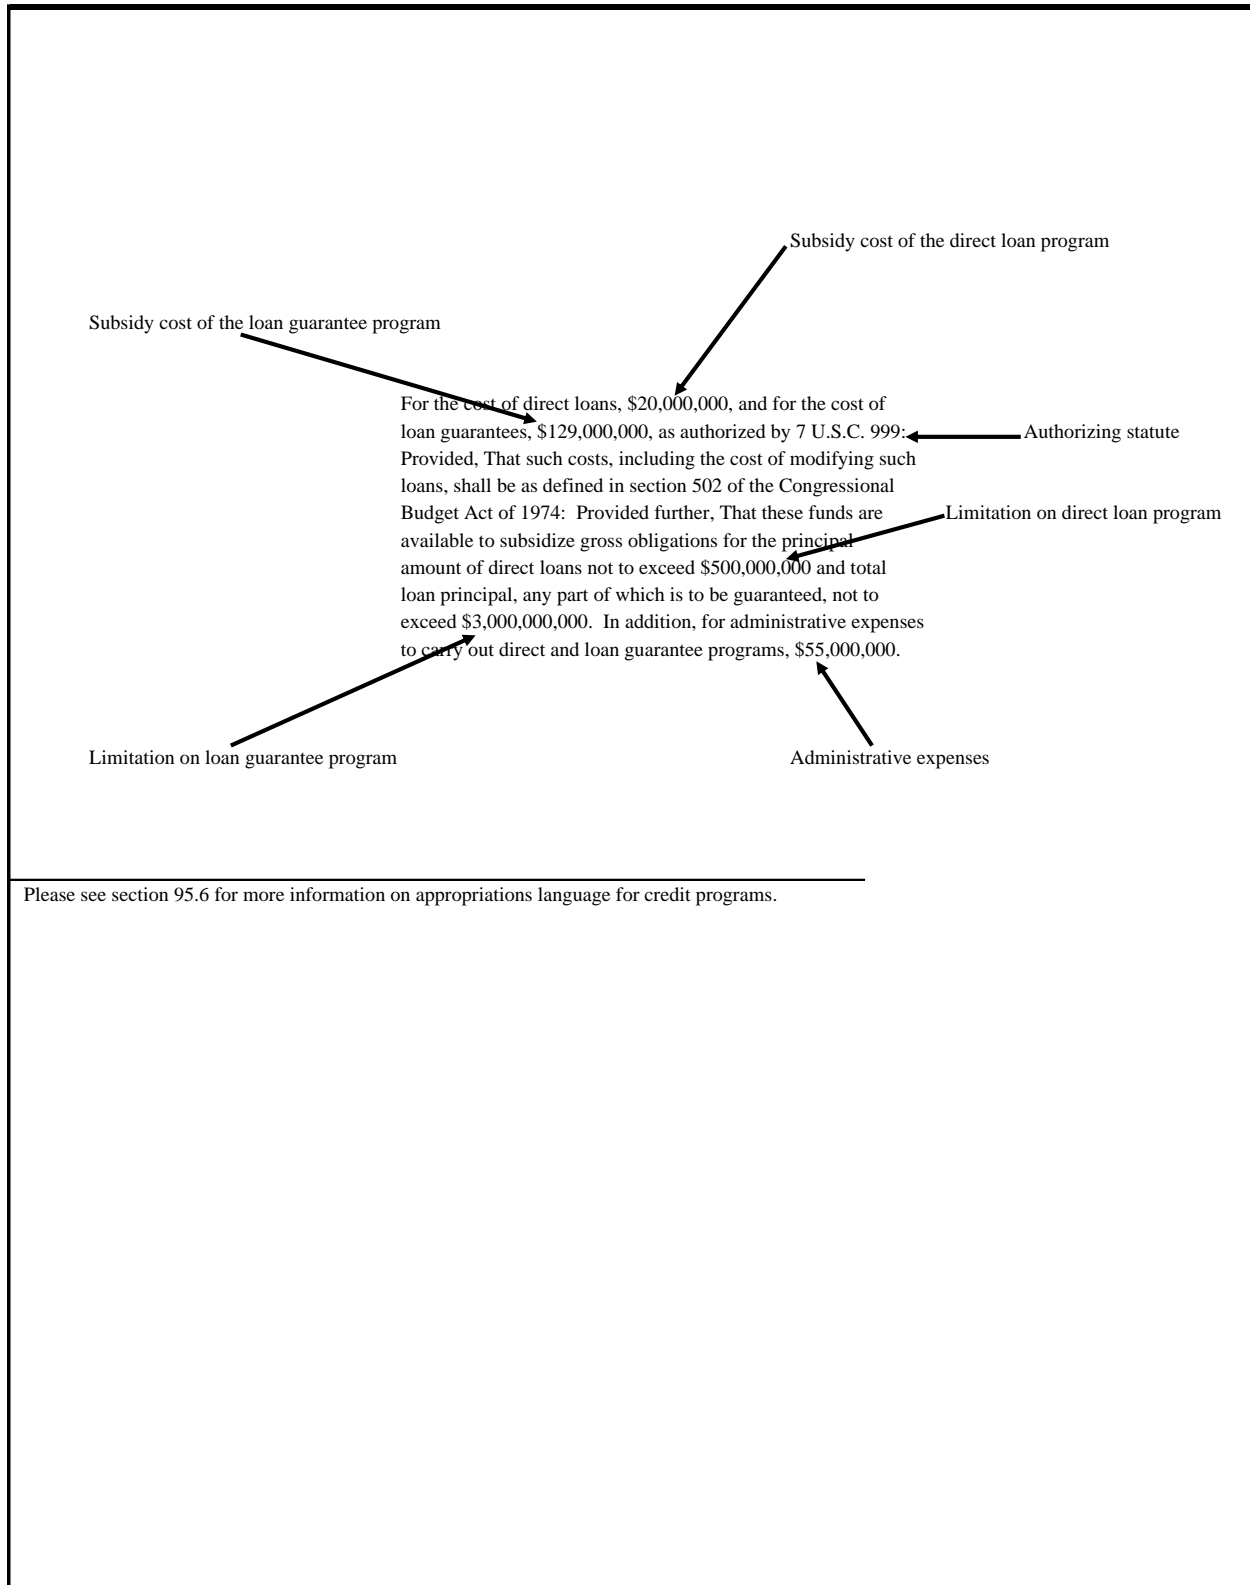 Subsidy cost of the direct loan program
Subsidy cost of the loan guarantee program
For the cost of direct loans, $20,000,000, and for the cost of
loan guarantees, $129,000,000, as authorized by 7 U.S.C. 999:
Authorizing statute
Provided, That such costs, including the cost of modifying such
loans, shall be as defined in section 502 of the Congressional
Budget Act of 1974:  Provided further, That these funds are
Limitation on direct loan program
available to subsidize gross obligations for the principal
amount of direct loans not to exceed $500,000,000 and total
loan principal, any part of which is to be guaranteed, not to
exceed $3,000,000,000.  In addition, for administrative expenses
to carry out direct and loan guarantee programs, $55,000,000.
Limitation on loan guarantee program
Administrative expenses
Please see section 95.6 for more information on appropriations language for credit programs.